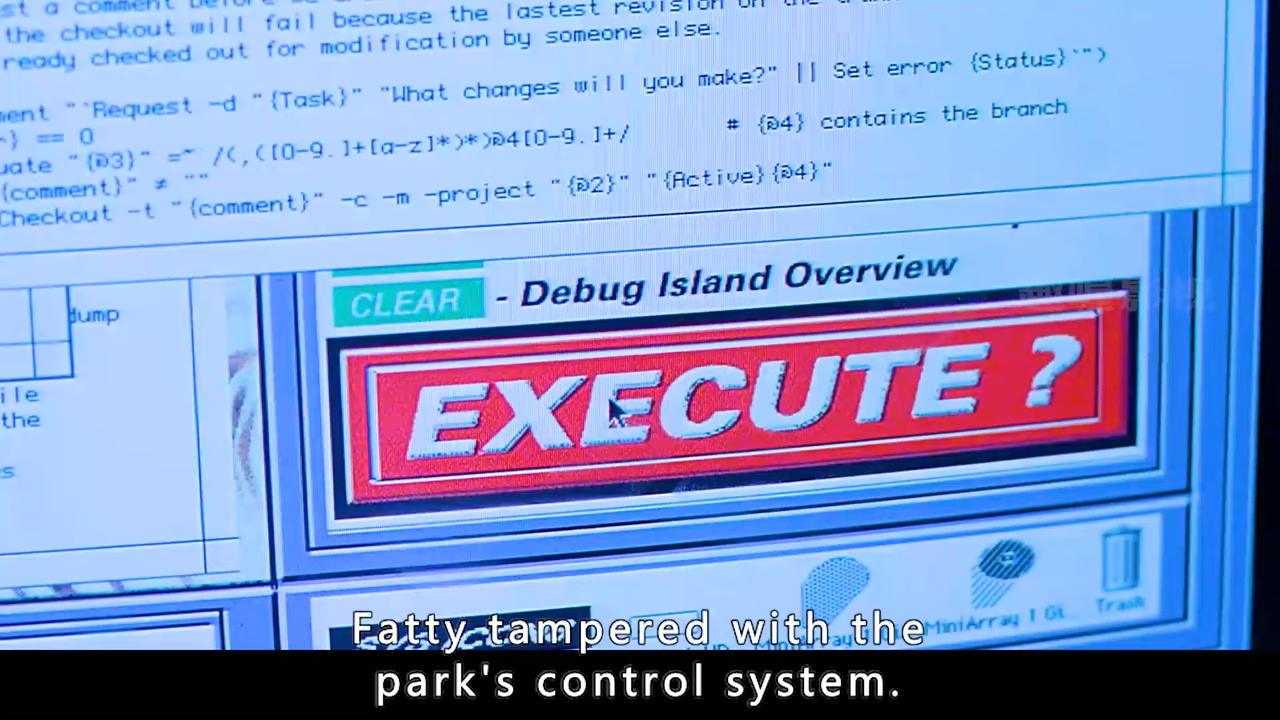 the checkout will fail because the lastest revision on the
ready checked out for modification by someone else.
ment "`Request -d "{Task}" "What changes will you make?" || Set error {Status}`")
} == 0
uate "{@3}" =~ /(,([0-9.]+[a-z]*)*)@4[0-9.]+/ # {@4} contains the branch
{comment}" ≠ ""
Checkout -t "{comment}" -c -m -project "{@2}" "{Active}{@4}"
dump
ile
the
CLEAR - Debug Island Overview
EXECUTE ?
Trash
MiniArray
Fatty tampered with the
park's control system.